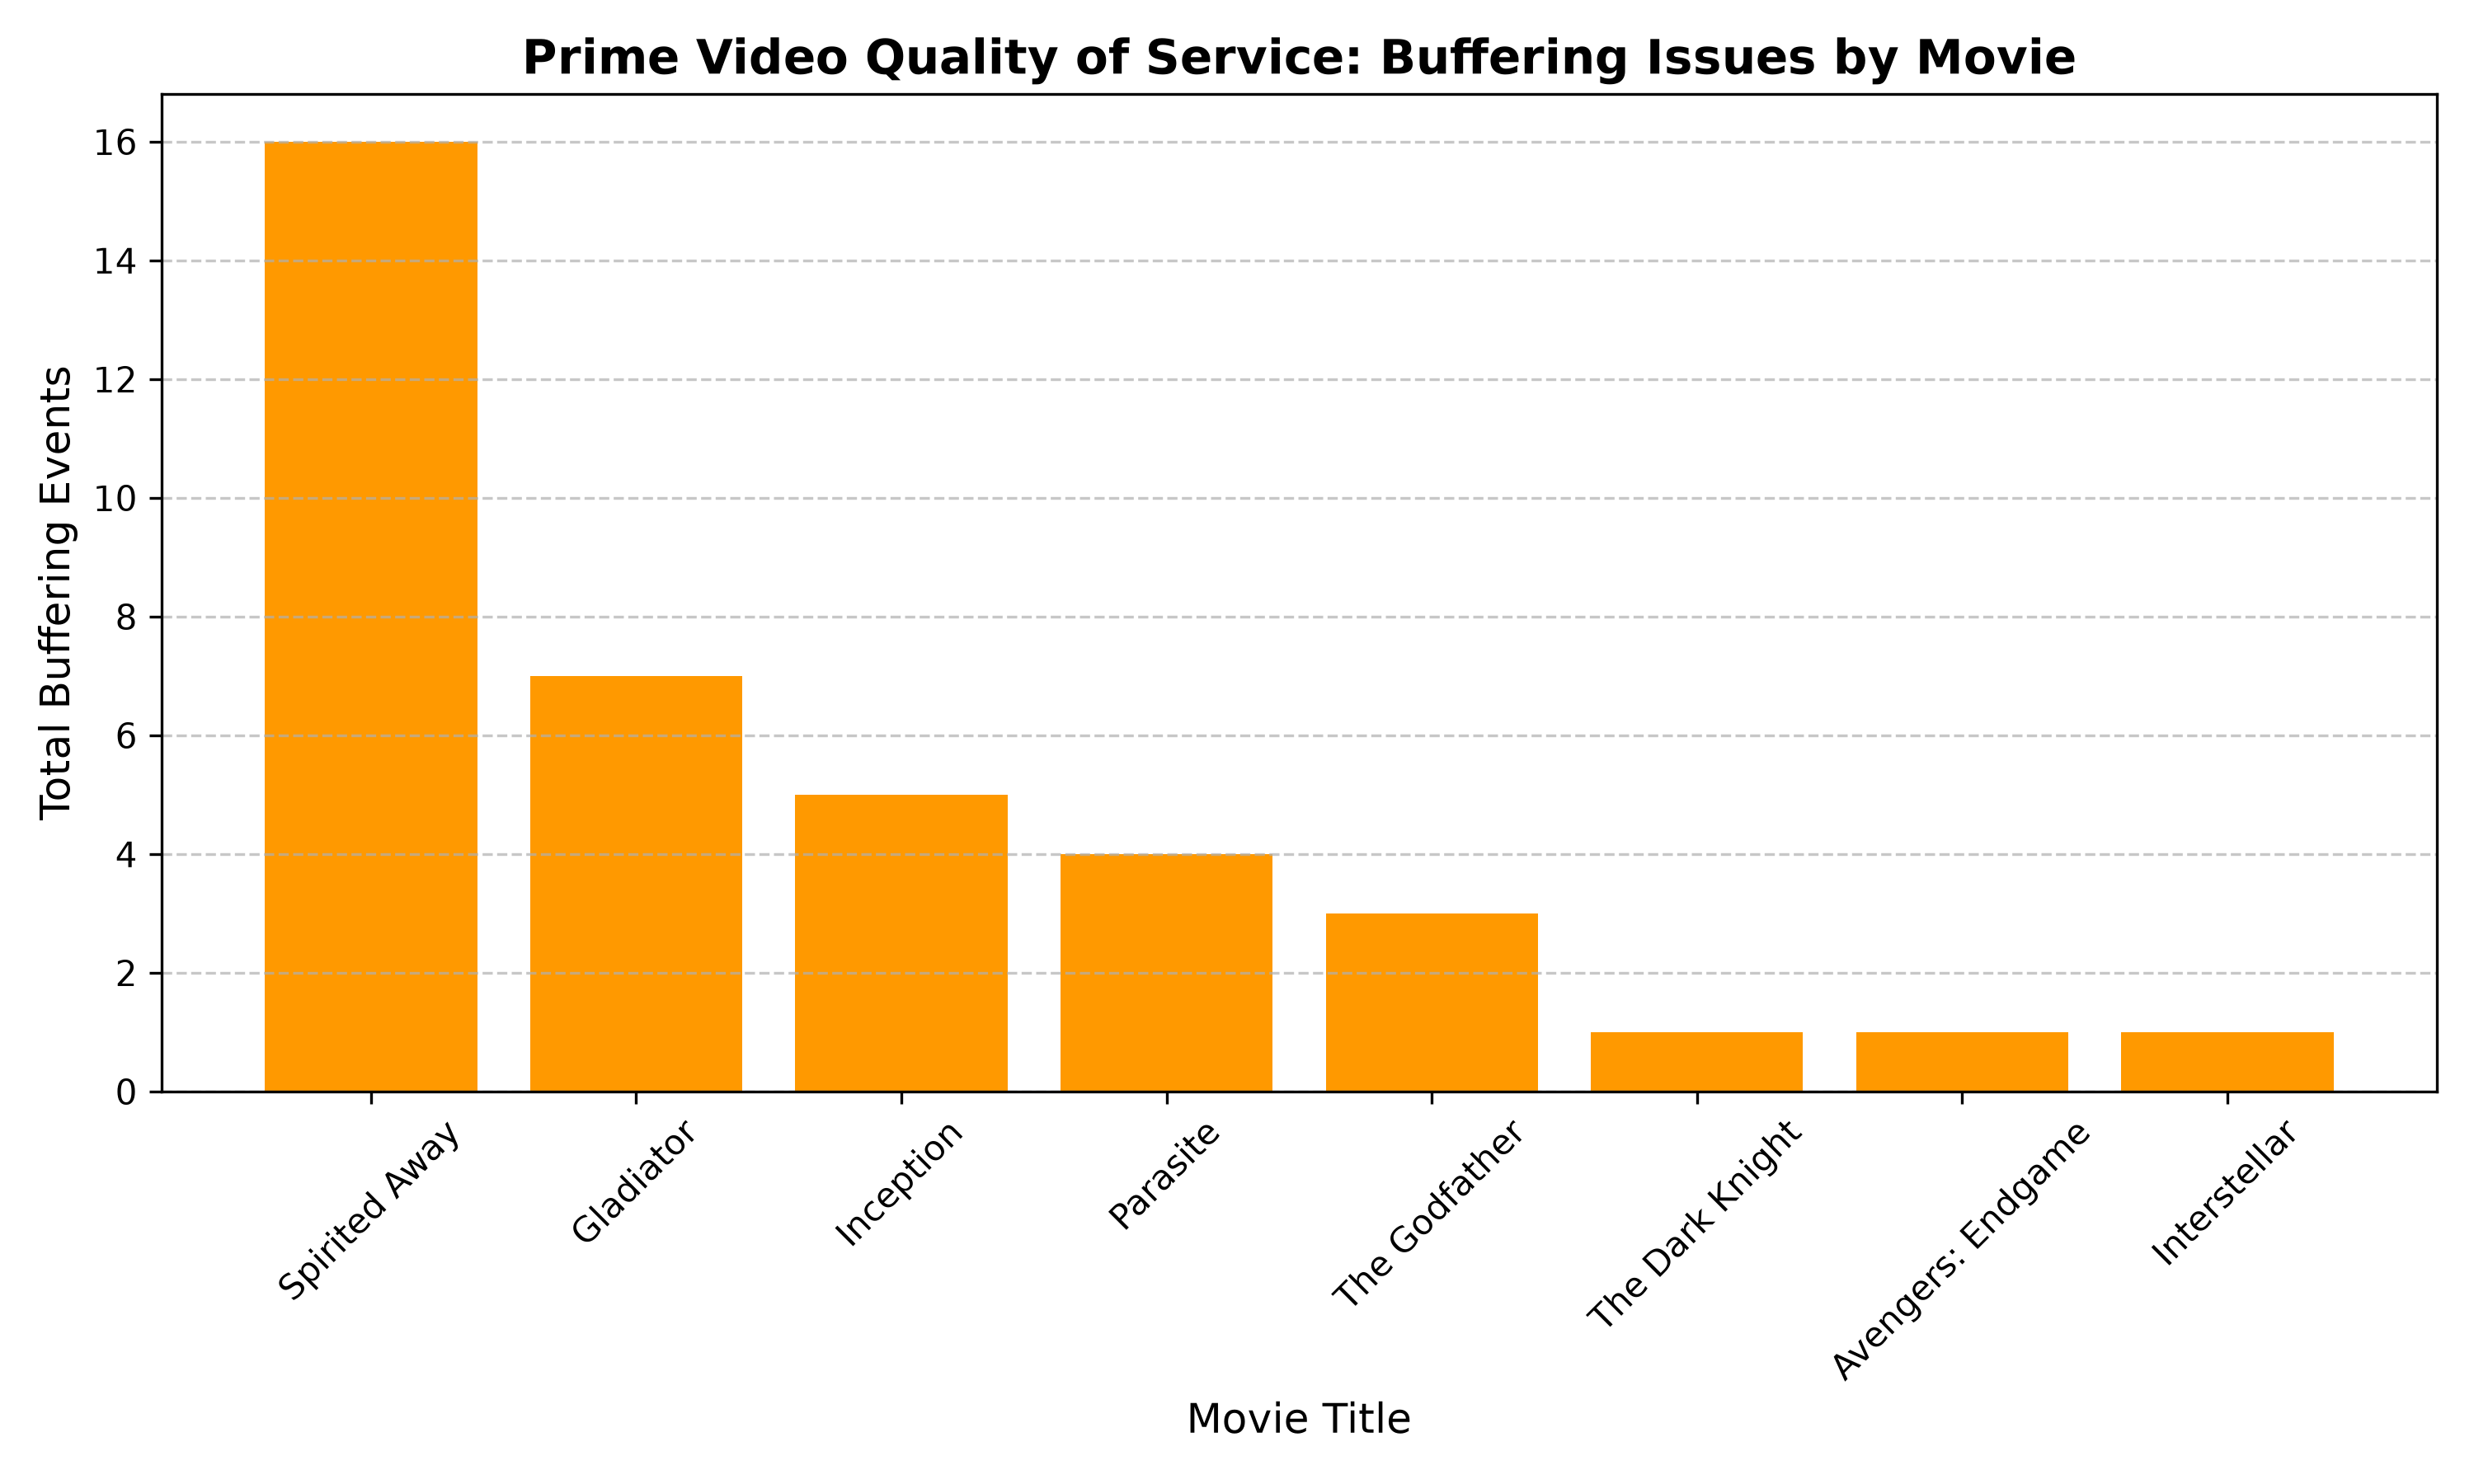 Prime Video Quality of Service: Buffering Issues by Movie
Total Buffering Events
16
14
12
10
8
6
4
2
0
Spirited Away
Gladiator
Inception
Parasite
The Godfather
The Dark Knight
Avengers: Endgame
Interstellar
Movie Title